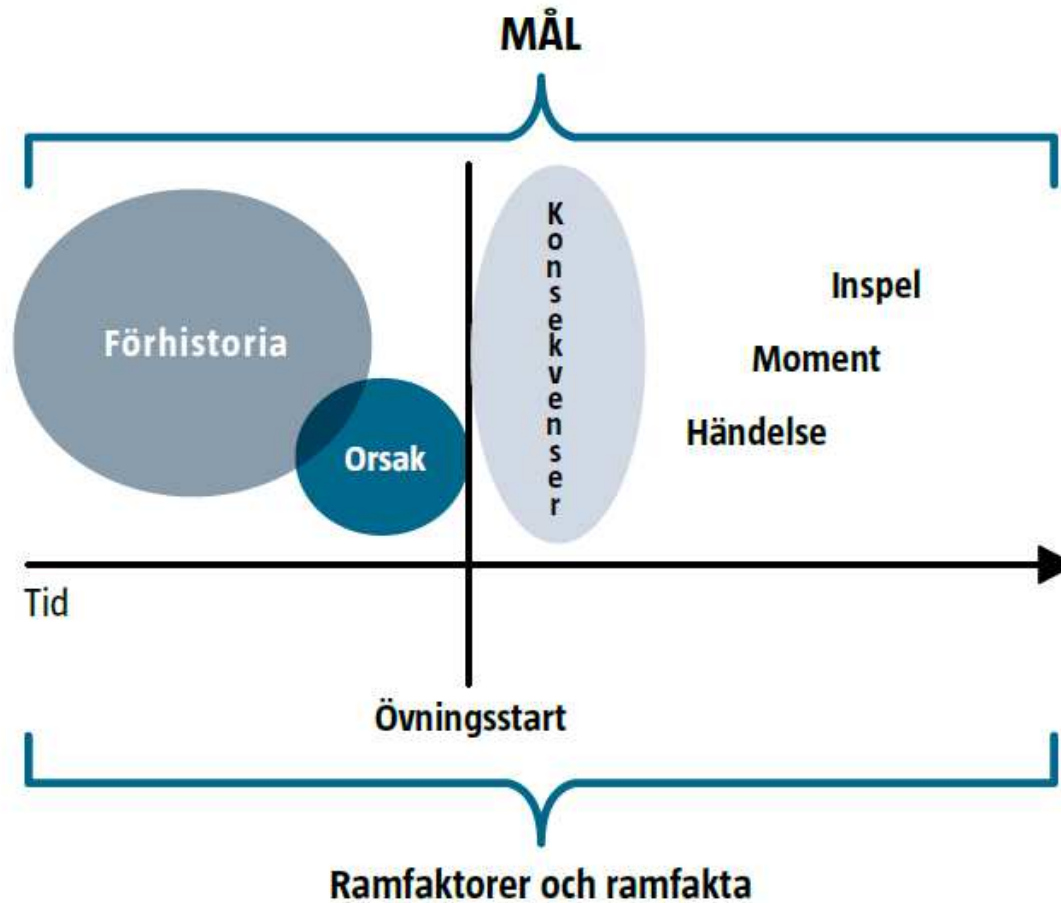 MÅL
Förhistoria
Orsak
Konsekvenser
Inspel
Moment
Händelse
Tid
Övningsstart
Ramfaktorer och ramfakta